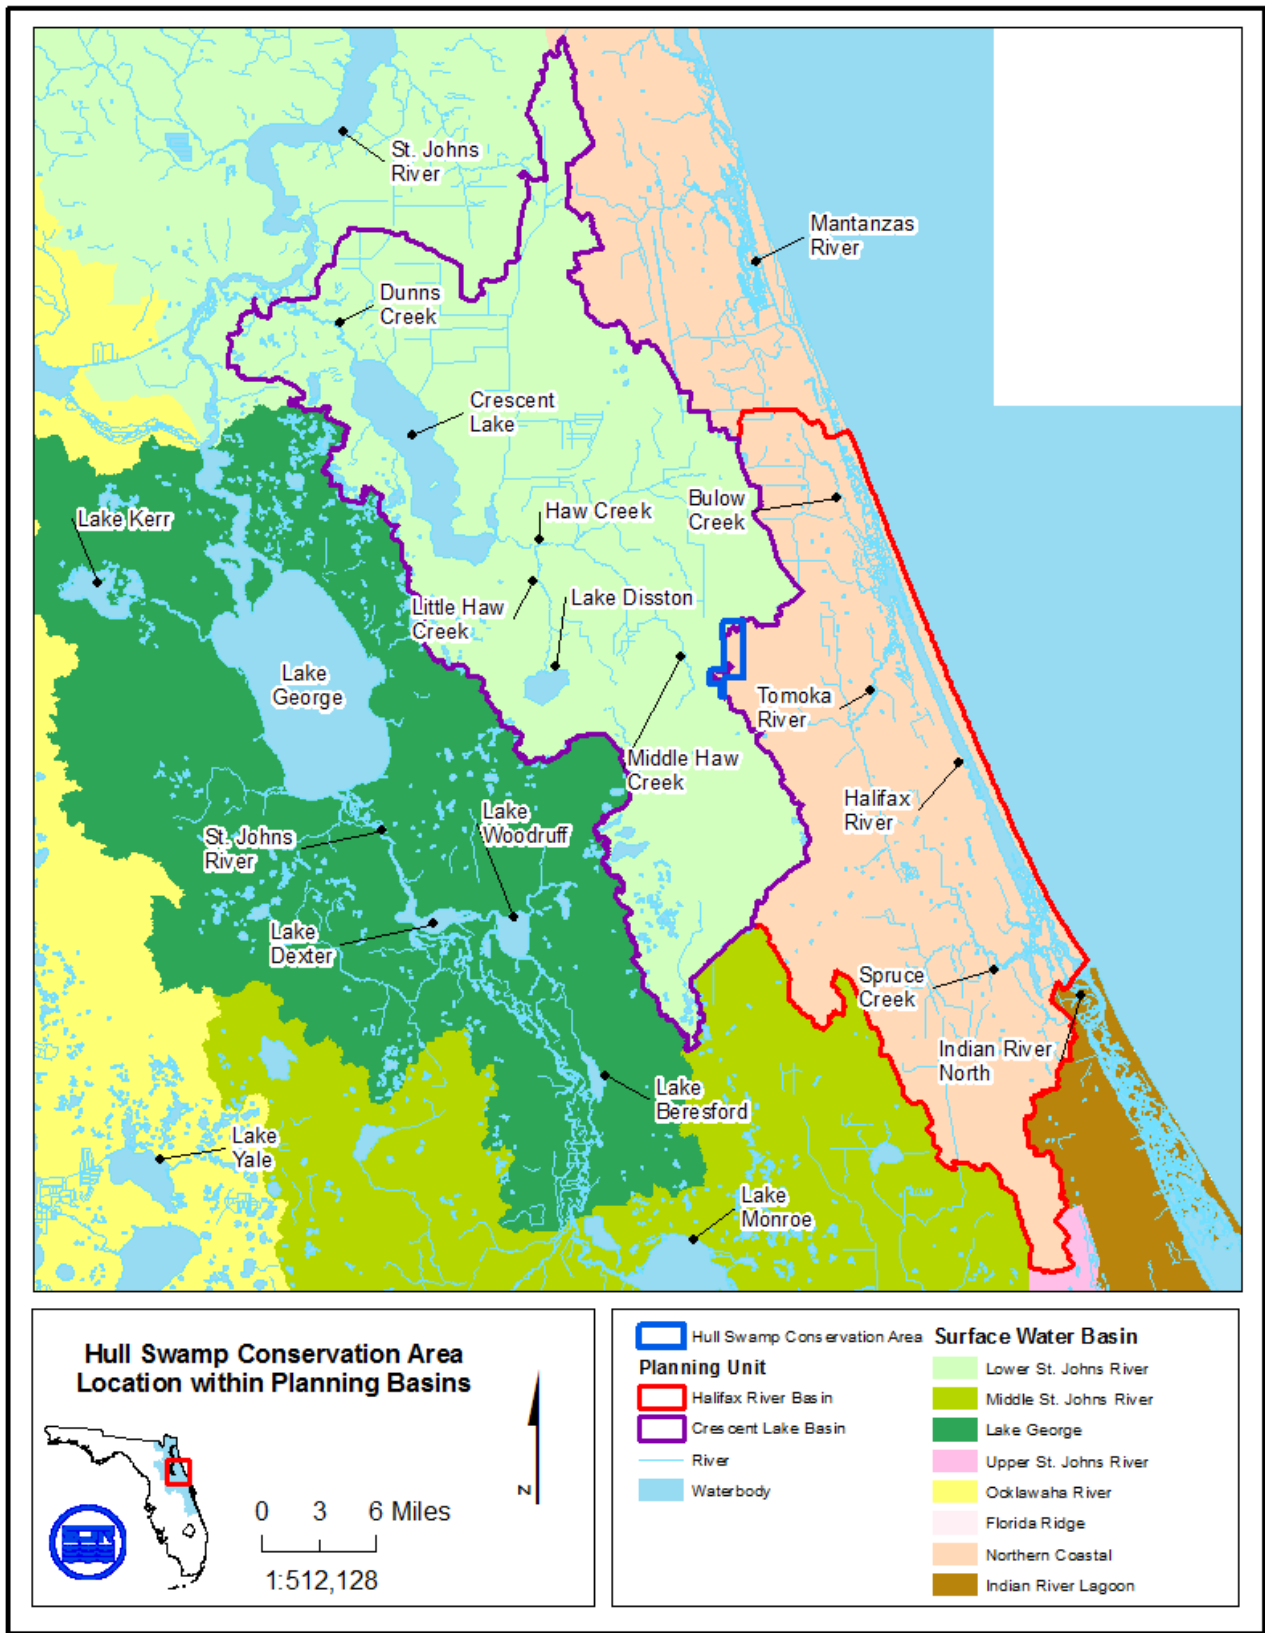 St. Johns
River
Mantanzas
River
Dunns
Creek
Crescent
Lake
Bulow
Creek
Haw Creek
Lake Kerr
Little Haw
Creek
Lake Disston
Lake
George
Tomoka
River
Middle Haw
Creek
Halifax
River
Lake
Woodruff
St. Johns
River
Lake
Dexter
Spruce
Creek
Indian River
North
Lake
Beresford
Lake
Yale
Lake
Monroe
Hull Swamp Conservation Area
Location within Planning Basins
N
0 3 6 Miles
1:512,128
Hull Swamp Conservation Area
Planning Unit
Halifax River Basin
Crescent Lake Basin
River
Waterbody
Surface Water Basin
Lower St. Johns River
Middle St. Johns River
Lake George
Upper St. Johns River
Ocklawaha River
Florida Ridge
Northern Coastal
Indian River Lagoon